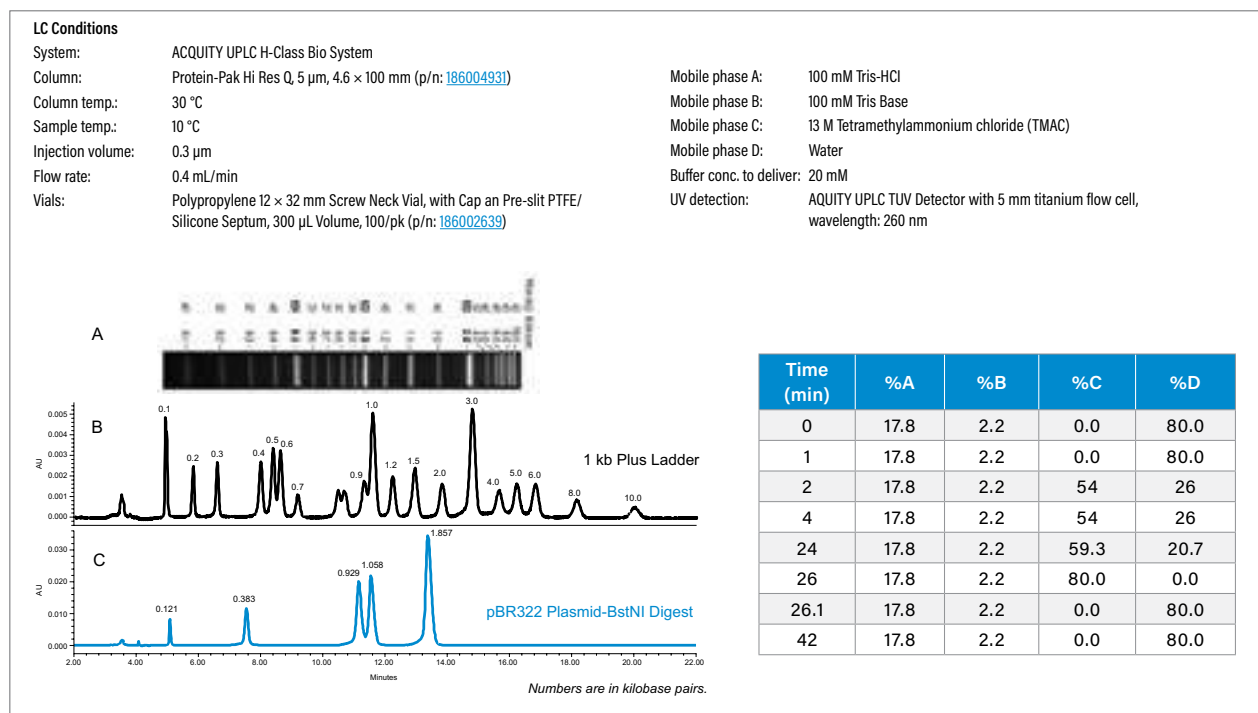 LC Conditions
System: ACQUITY UPLC H-Class Bio System
Column: Protein-Pak Hi Res Q, 5 µm, 4.6 × 100 mm (p/n: 186004931)
Column temp.: 30 °C
Sample temp.: 10 °C
Injection volume: 0.3 µm
Flow rate: 0.4 mL/min
Vials: Polypropylene 12 × 32 mm Screw Neck Vial, with Cap an Pre-slit PTFE/
Silicone Septum, 300 µL Volume, 100/pk (p/n: 186002639)
Mobile phase A: 100 mM Tris-HCl
Mobile phase B: 100 mM Tris Base
Mobile phase C: 13 M Tetramethylammonium chloride (TMAC)
Mobile phase D: Water
Buffer conc. to deliver: 20 mM
UV detection: AQUITY UPLC TUV Detector with 5 mm titanium flow cell,
wavelength: 260 nm
A
B
AU
0.005
0.004
0.003
0.002
0.001
0.000
0.1
0.2
0.3
0.4
0.5
0.6
0.7
0.9
1.0
1.2
1.5
2.0
3.0
4.0
5.0
6.0
8.0
10.0
1 kb Plus Ladder
C
AU
0.030
0.020
0.010
0.000
0.121
0.383
0.929
1.058
1.857
pBR322 Plasmid-BstNI Digest
2.00 4.00 6.00 8.00 10.00 12.00 14.00 16.00 18.00 20.00 22.00
Minutes
Numbers are in kilobase pairs.
Time (min) %A %B %C %D
0 17.8 2.2 0.0 80.0
1 17.8 2.2 0.0 80.0
2 17.8 2.2 54 26
4 17.8 2.2 54 26
24 17.8 2.2 59.3 20.7
26 17.8 2.2 80.0 0.0
26.1 17.8 2.2 0.0 80.0
42 17.8 2.2 0.0 80.0